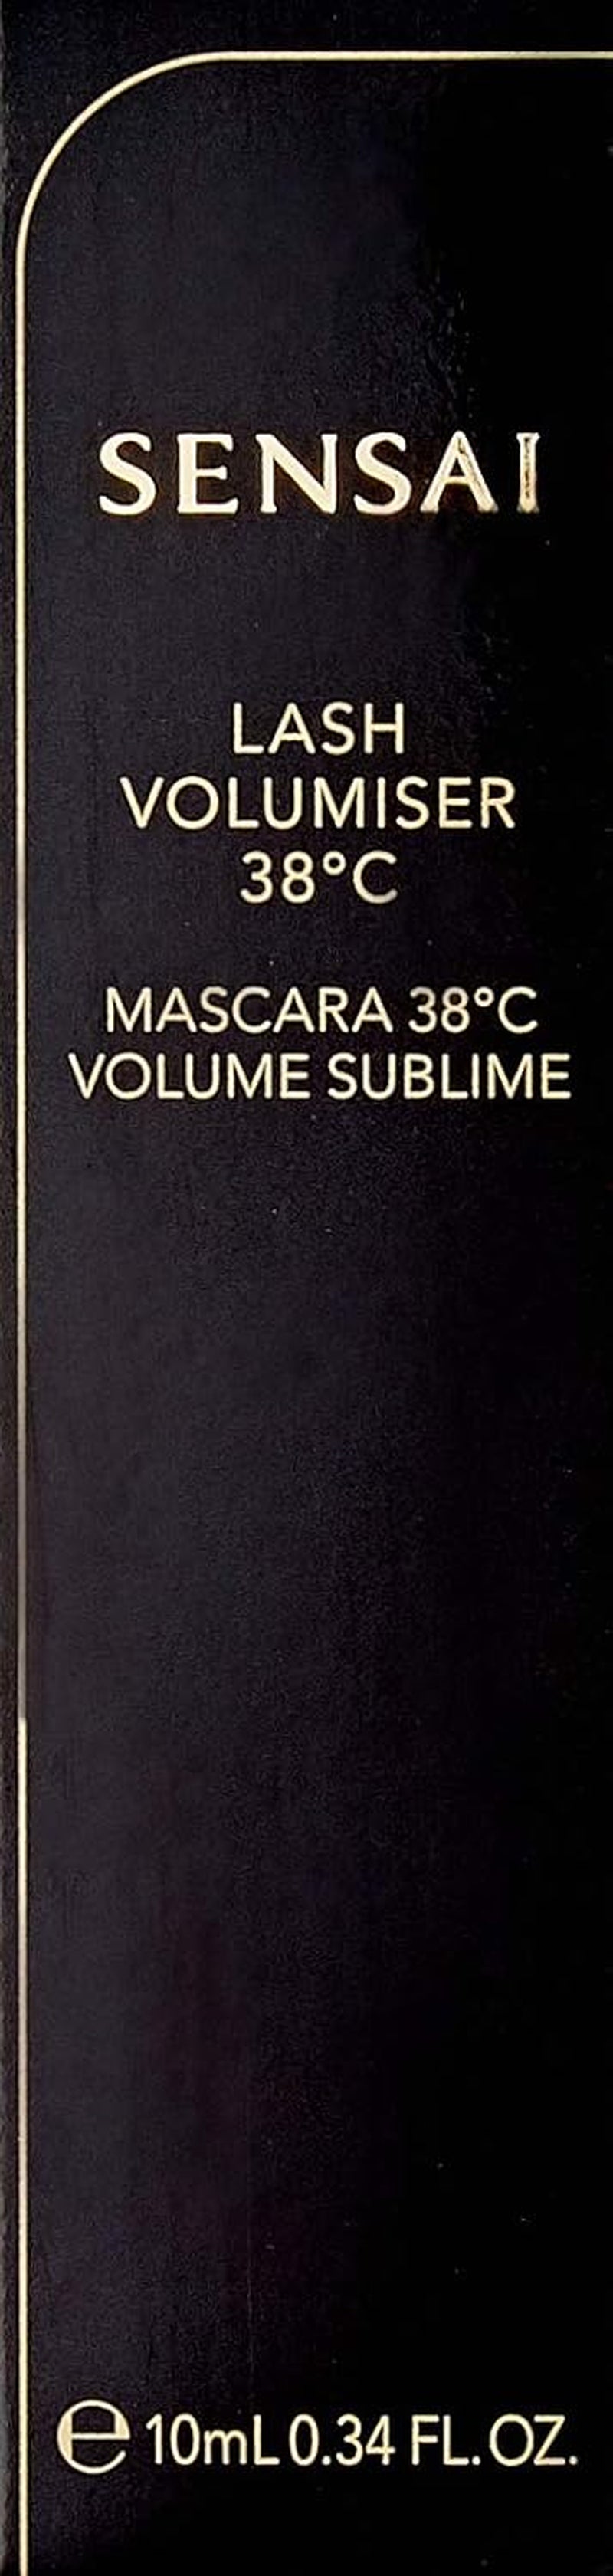 SENSAI
LASH
VOLUMISER
38°C
MASCARA 38°C
VOLUME SUBLIME
℮ 10mL 0.34 FL.OZ.